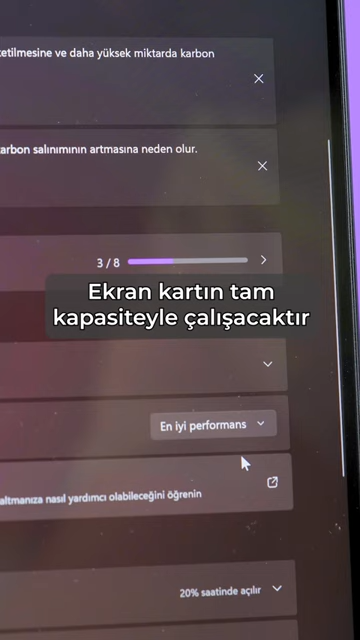 etilmesine ve daha yüksek miktarda karbon
arbon salınımının artmasına neden olur.
3 / 8
Ekran kartın tam
kapasiteyle çalışacaktır
En iyi performans
altmanıza nasıl yardımcı olabileceğini öğrenin
20% saatinde açılır